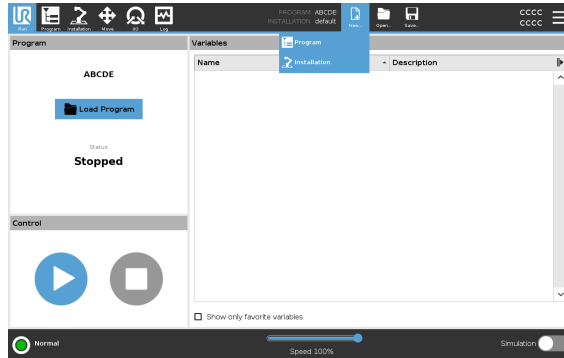 UR
Run
Program
Installation
Move
I/O
Log
PROGRAM ABCDE
INSTALLATION default
New...
Open...
Save...
CCCC
CCCC
Program
Installation
Program
ABCDE
Load Program
Status
Stopped
Control
Variables
Name
Description
Show only favorite variables
Normal
Speed 100%
Simulation